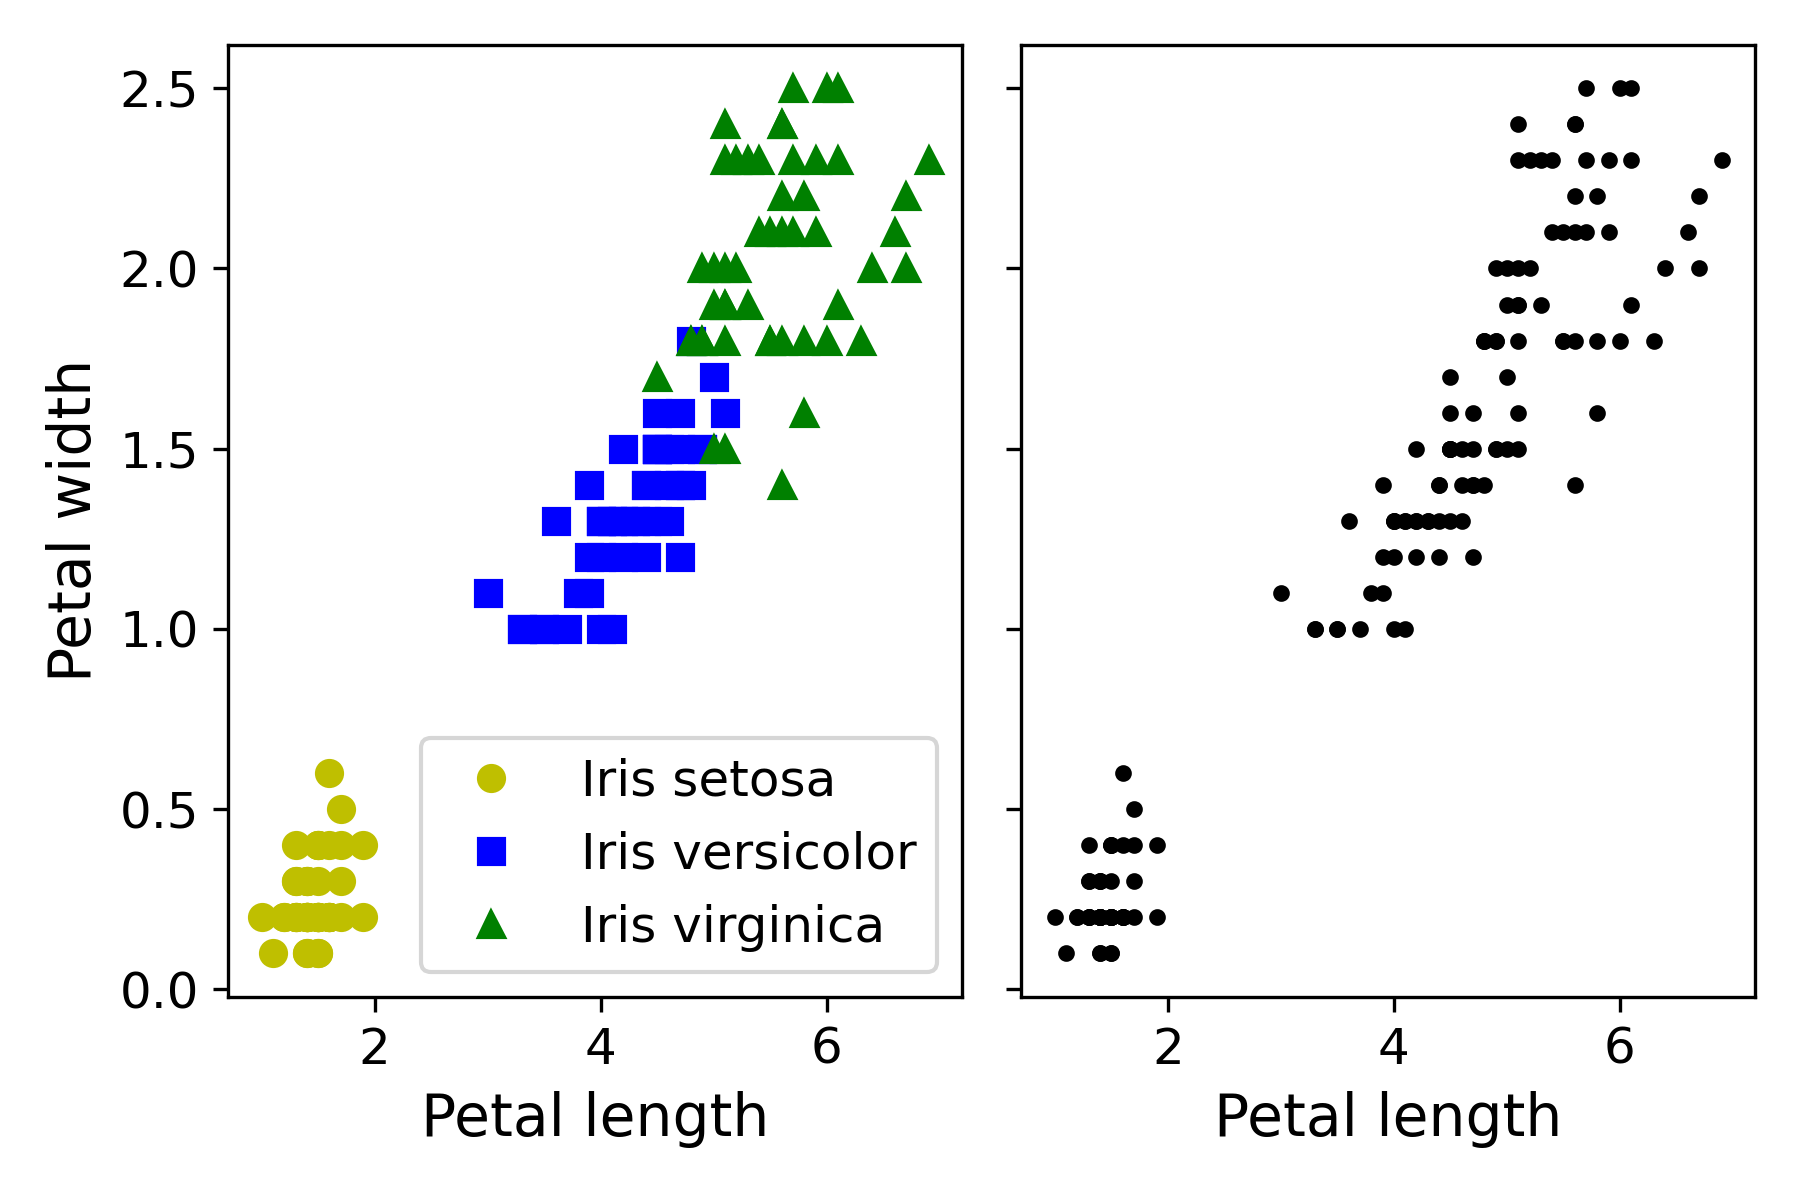 2.5
2.0
1.5
1.0
0.5
0.0
Petal width
Iris setosa
Iris versicolor
Iris virginica
2 4 6
Petal length
2 4 6
Petal length